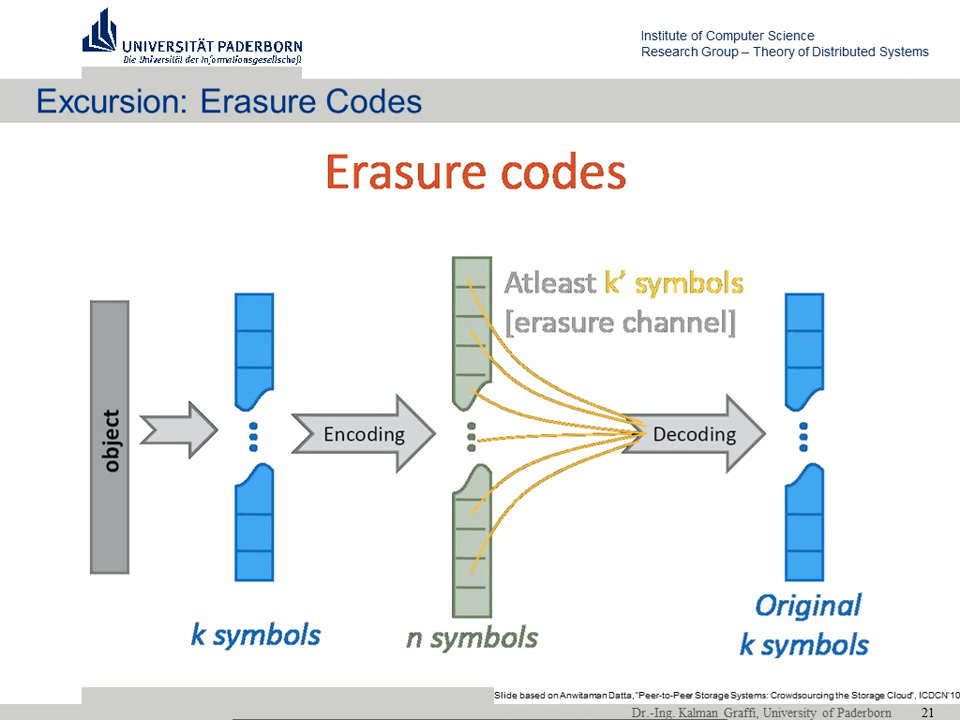 UNIVERSITÄT PADERBORN
Die Universität der Informationsgesellschaft
Institute of Computer Science
Research Group – Theory of Distributed Systems
Excursion: Erasure Codes
Erasure codes
Atleast k’ symbols
[erasure channel]
object
Encoding
Decoding
k symbols
n symbols
Original
k symbols
Slide based on Anwitaman Datta, "Peer-to-Peer Storage Systems: Crowdsourcing the Storage Cloud", ICDCN'10
Dr.-Ing. Kalman Graffi, University of Paderborn
21